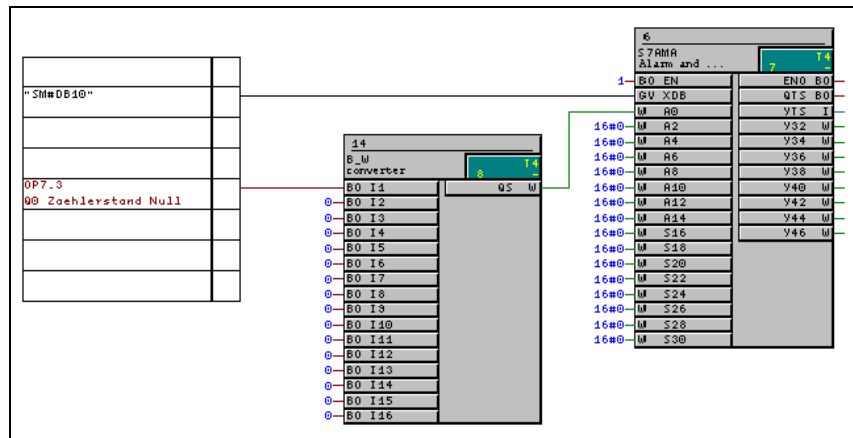 "SM#DB10"
OP7.3
Q0 Zaehlerstand Null
14
B_W
converter
T4
8 -
BO I1 QS W
0 BO I2
0 BO I3
0 BO I4
0 BO I5
0 BO I6
0 BO I7
0 BO I8
0 BO I9
0 BO I10
0 BO I11
0 BO I12
0 BO I13
0 BO I14
0 BO I15
0 BO I16
6
S7AMA
Alarm and ...
T4
7 -
1 BO EN ENO BO
GV XDB QTS BO
W A0 YTS I
16#0 W A2 Y32 W
16#0 W A4 Y34 W
16#0 W A6 Y36 W
16#0 W A8 Y38 W
16#0 W A10 Y40 W
16#0 W A12 Y42 W
16#0 W A14 Y44 W
16#0 W S16 Y46 W
16#0 W S18
16#0 W S20
16#0 W S22
16#0 W S24
16#0 W S26
16#0 W S28
16#0 W S30